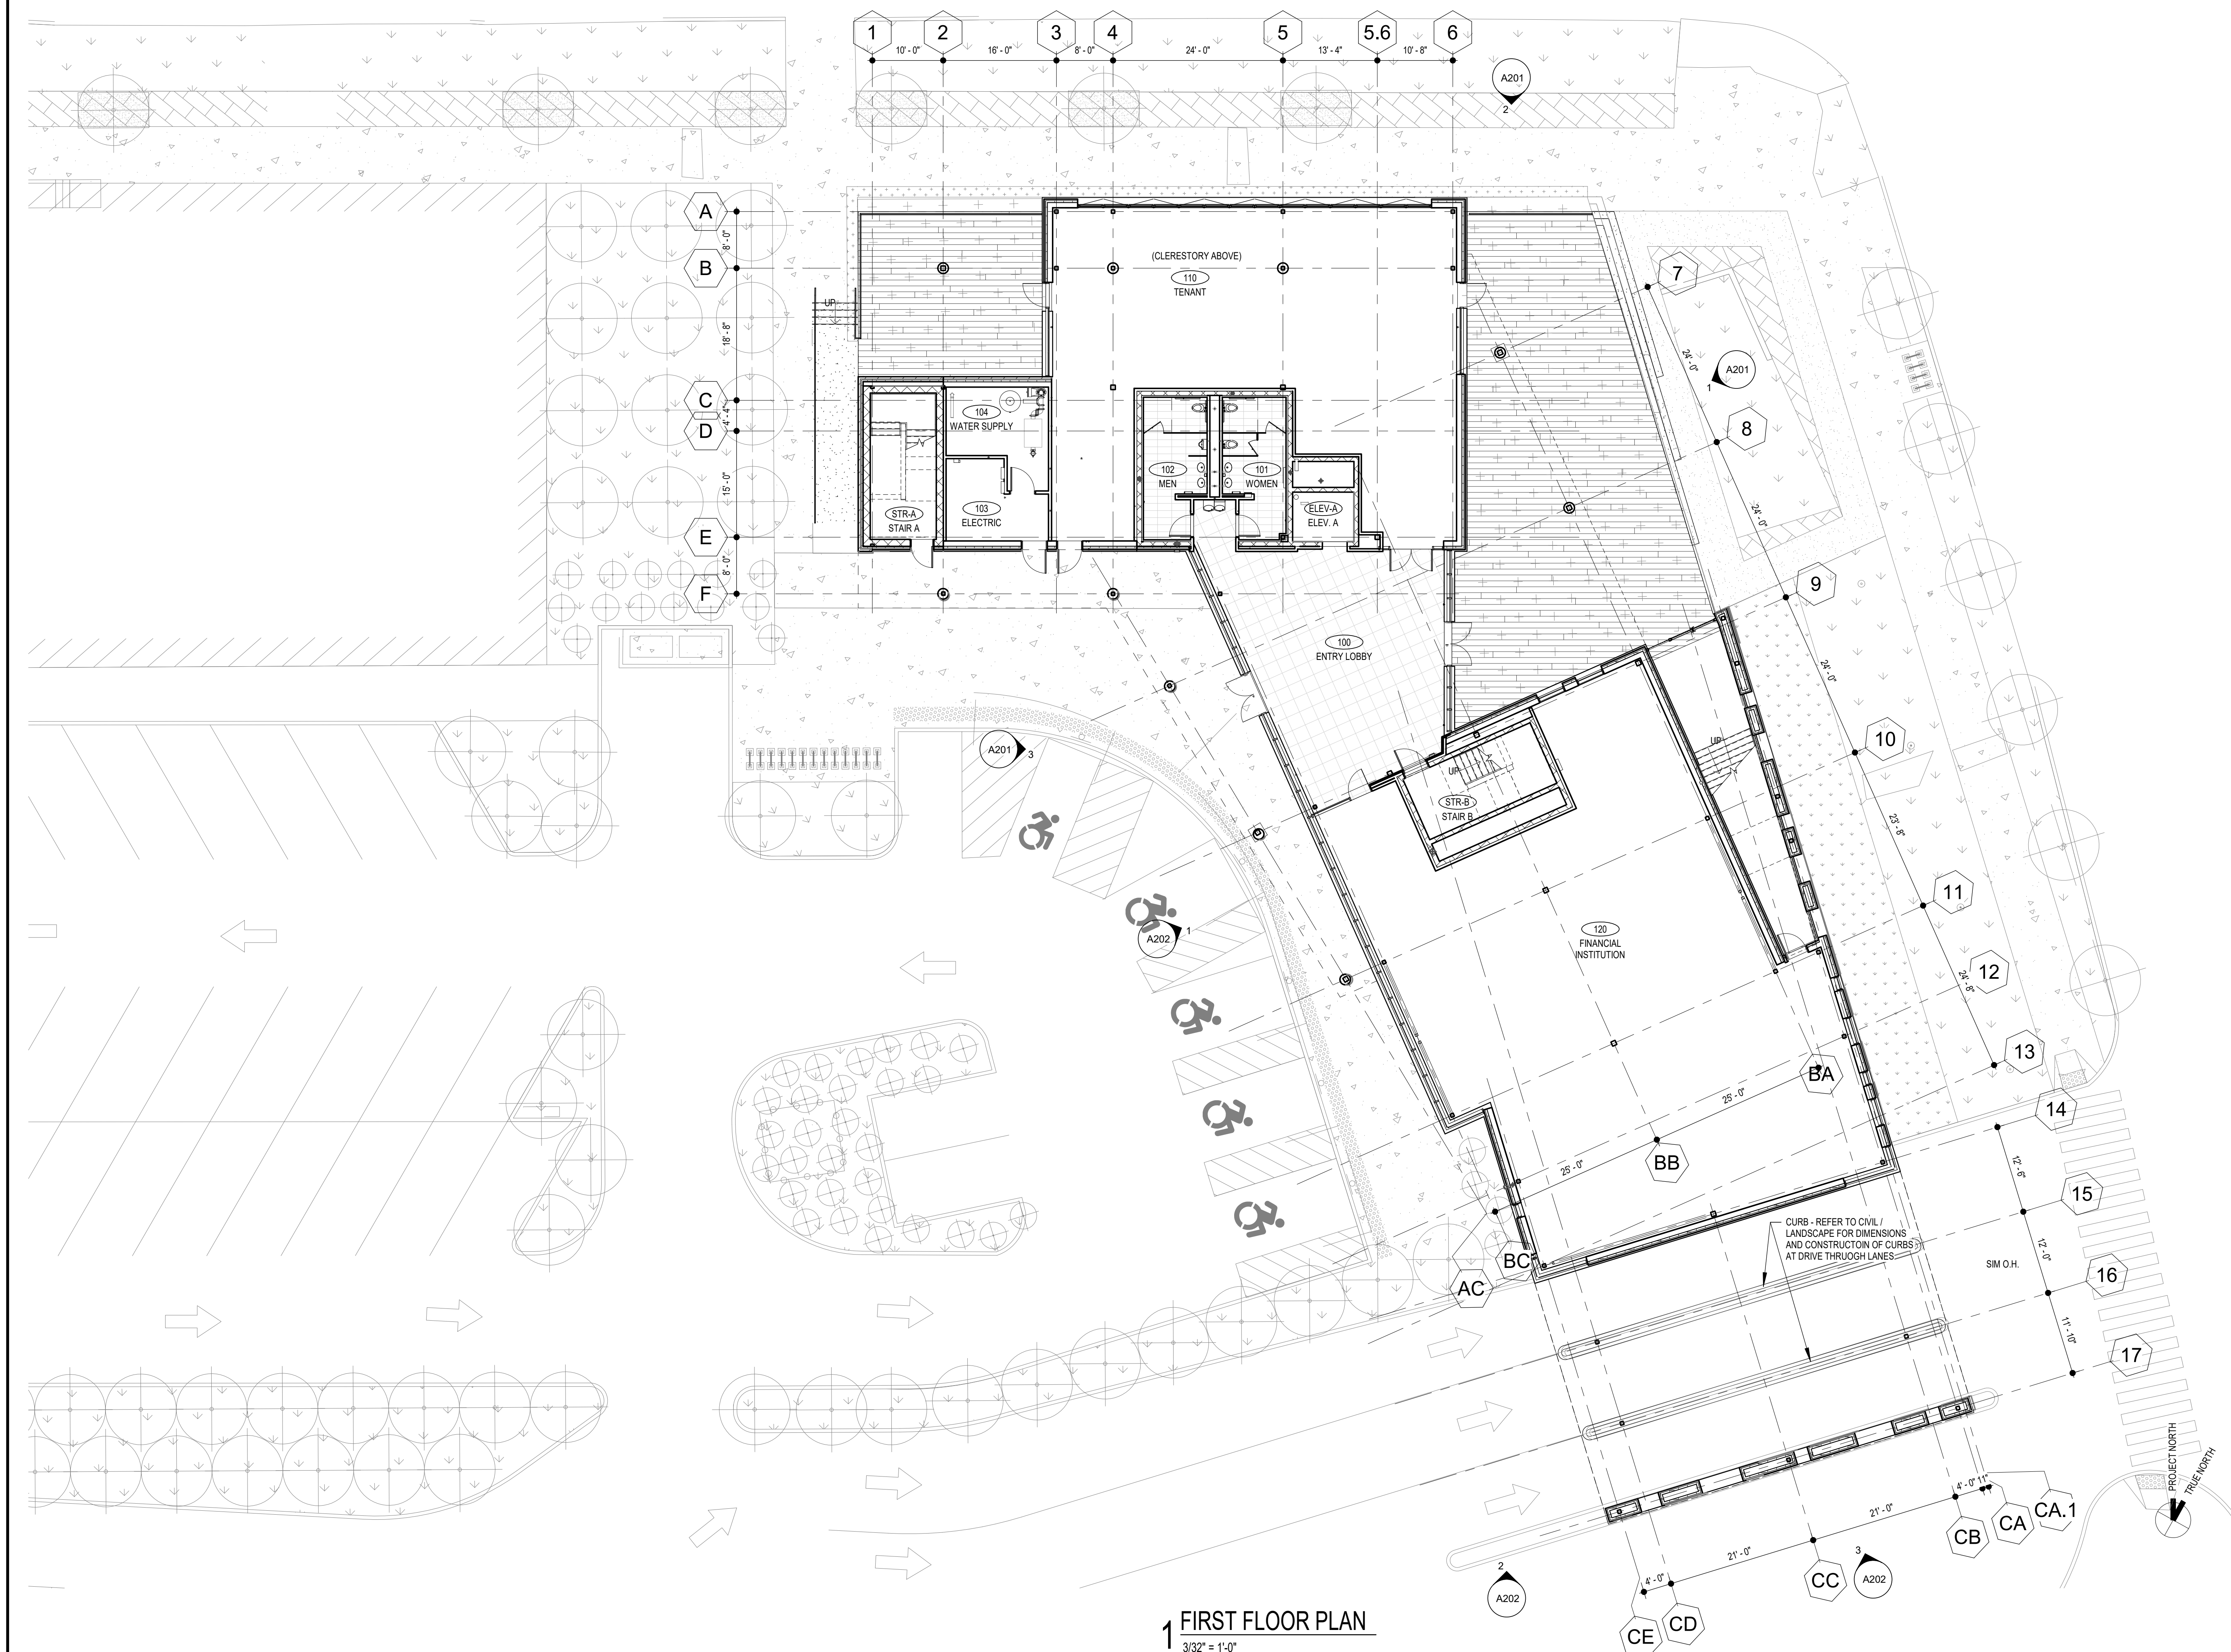 1
2
3
4
5
5.6
6
10' - 0"
16' - 0"
8' - 0"
24' - 0"
13' - 4"
10' - 8"
A201
2
A
8' - 0"
B
18' - 8"
C
4' - 4"
D
15' - 0"
E
8' - 0"
F
(CLERESTORY ABOVE)
110
TENANT
UP
104
WATER SUPPLY
103
ELECTRIC
STR-A
STAIR A
102
MEN
101
WOMEN
ELEV-A
ELEV. A
100
ENTRY LOBBY
7
24' - 0"
A201
1
8
24' - 0"
9
24' - 0"
10
23' - 8"
11
24' - 8"
12
13
A201
3
UP
UP
STR-B
STAIR B
A202
1
120
FINANCIAL
INSTITUTION
BA
25' - 0"
BB
25' - 0"
BC
AC
14
12' - 6"
15
12' - 0"
16
11' - 10"
17
CURB - REFER TO CIVIL /
LANDSCAPE FOR DIMENSIONS
AND CONSTRUCTOIN OF CURBS
AT DRIVE THRUOGH LANES
SIM O.H.
PROJECT NORTH
TRUE NORTH
4' - 0"
11"
21' - 0"
21' - 0"
4' - 0"
CA.1
CA
CB
CC
CD
CE
3
A202
2
A202
1
FIRST FLOOR PLAN
3/32" = 1'-0"